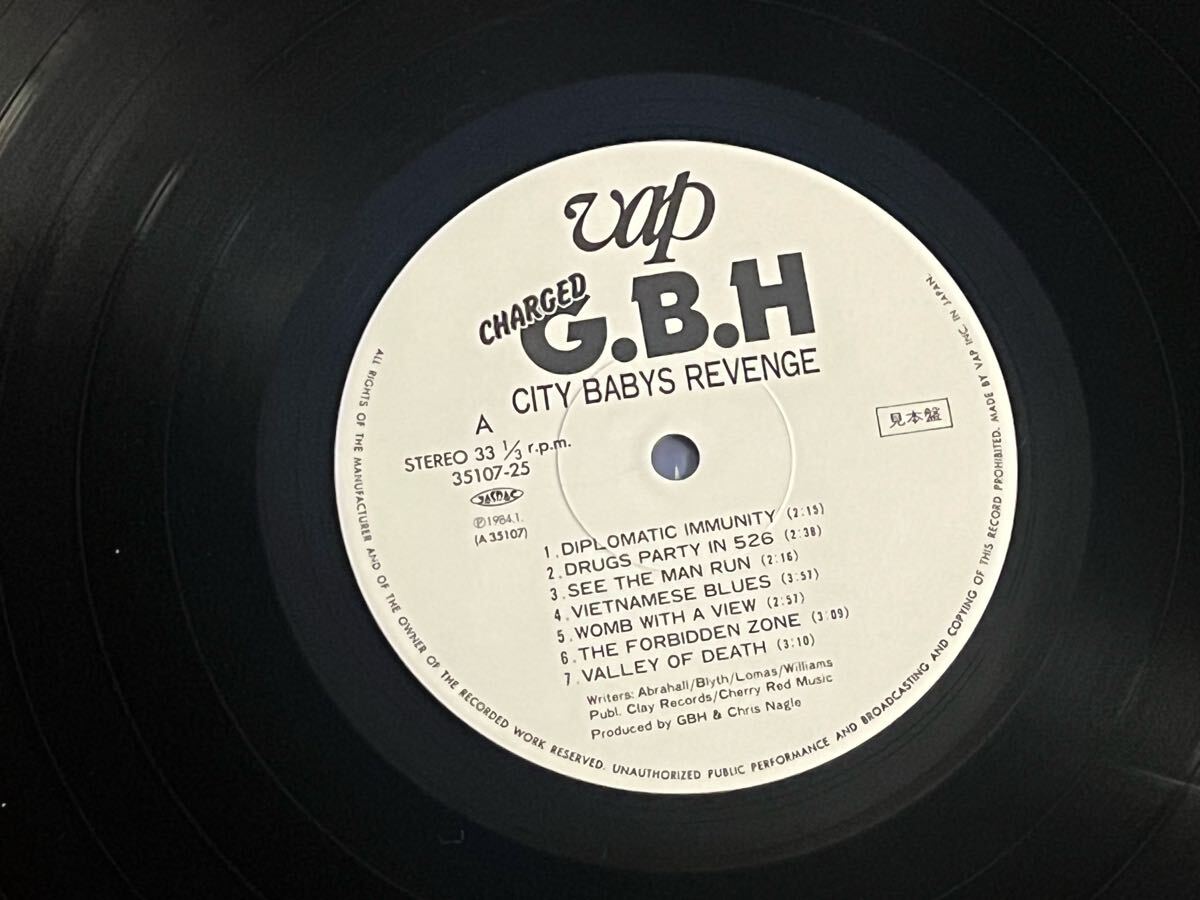 vap
CHARGED
G.B.H
CITY BABYS REVENGE
A
STEREO 33 1/3 r.p.m.
35107-25
JASRAC
Ⓟ1984.1.
(A 35107)
見本盤
1. DIPLOMATIC IMMUNITY (2:15)
2. DRUGS PARTY IN 526 (2:38)
3. SEE THE MAN RUN (2:16)
4. VIETNAMESE BLUES (3:57)
5. WOMB WITH A VIEW (2:57)
6. THE FORBIDDEN ZONE (3:09)
7. VALLEY OF DEATH (3:10)
Writers: Abrahall/Blyth/Lomas/Williams
Publ. Clay Records/Cherry Red Music
Produced by GBH & Chris Nagle
ALL RIGHTS OF THE MANUFACTURER AND OF THE OWNER OF THE RECORDED WORK RESERVED. UNAUTHORIZED PUBLIC PERFORMANCE AND BROADCASTING AND COPYING OF THIS RECORD PROHIBITED. MADE BY VAP INC. IN JAPAN.